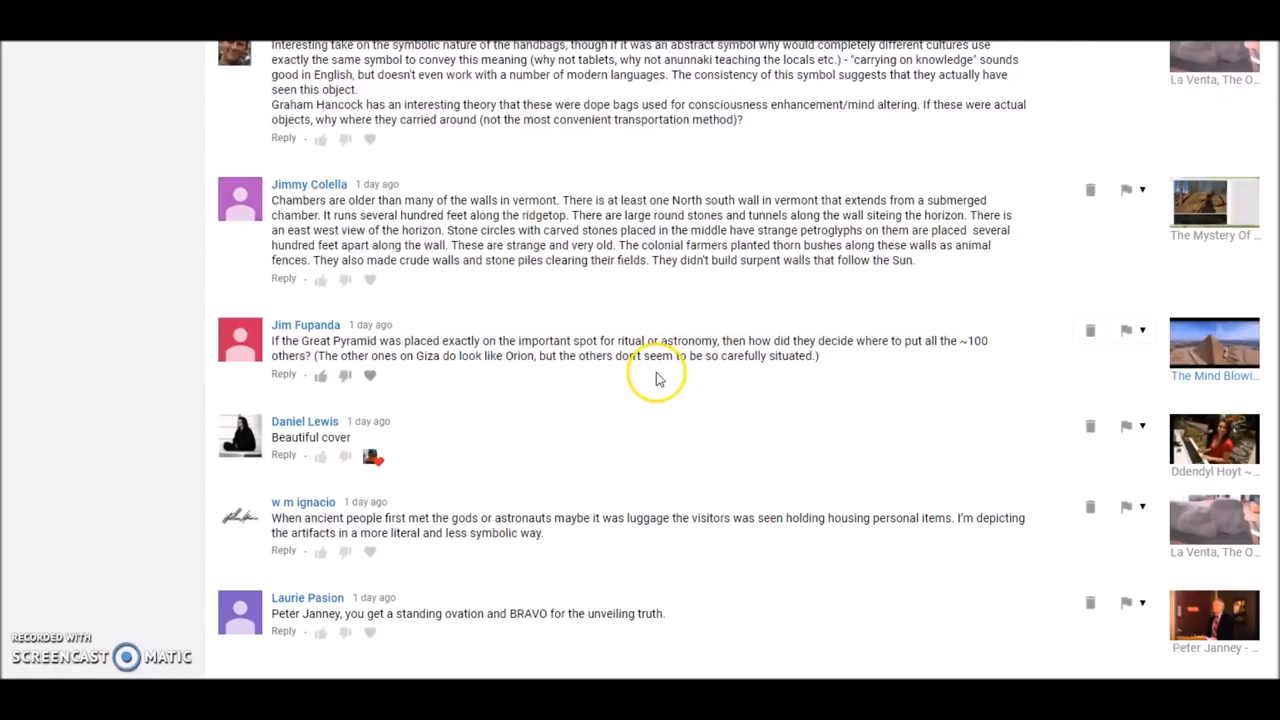 Interesting take on the symbolic nature of the handbags, though if it was an abstract symbol why would completely different cultures use
exactly the same symbol to convey this meaning (why not tablets, why not anunnaki teaching the locals etc.) - "carrying on knowledge" sounds
good in English, but doesn't even work with a number of modern languages. The consistency of this symbol suggests that they actually have
seen this object.
Graham Hancock has an interesting theory that these were dope bags used for consciousness enhancement/mind altering. If these were actual
objects, why where they carried around (not the most convenient transportation method)?
Reply
La Venta, The O...
Jimmy Colella 1 day ago
Chambers are older than many of the walls in vermont. There is at least one North south wall in vermont that extends from a submerged
chamber. It runs several hundred feet along the ridgetop. There are large round stones and tunnels along the wall siteing the horizon. There is
an east west view of the horizon. Stone circles with carved stones placed in the middle have strange petroglyphs on them are placed several
hundred feet apart along the wall. These are strange and very old. The colonial farmers planted thorn bushes along these walls as animal
fences. They also made crude walls and stone piles clearing their fields. They didn't build surpent walls that follow the Sun.
Reply
The Mystery Of ...
Jim Fupanda 1 day ago
If the Great Pyramid was placed exactly on the important spot for ritual or astronomy, then how did they decide where to put all the ~100
others? (The other ones on Giza do look like Orion, but the others don't seem to be so carefully situated.)
Reply
The Mind Blowi...
Daniel Lewis 1 day ago
Beautiful cover
Reply
Ddendyl Hoyt ~...
w m ignacio 1 day ago
When ancient people first met the gods or astronauts maybe it was luggage the visitors was seen holding housing personal items. I'm depicting
the artifacts in a more literal and less symbolic way.
Reply
La Venta, The O...
Laurie Pasion 1 day ago
Peter Janney, you get a standing ovation and BRAVO for the unveiling truth.
Reply
Peter Janney - ...
RECORDED WITH
SCREENCAST MATIC